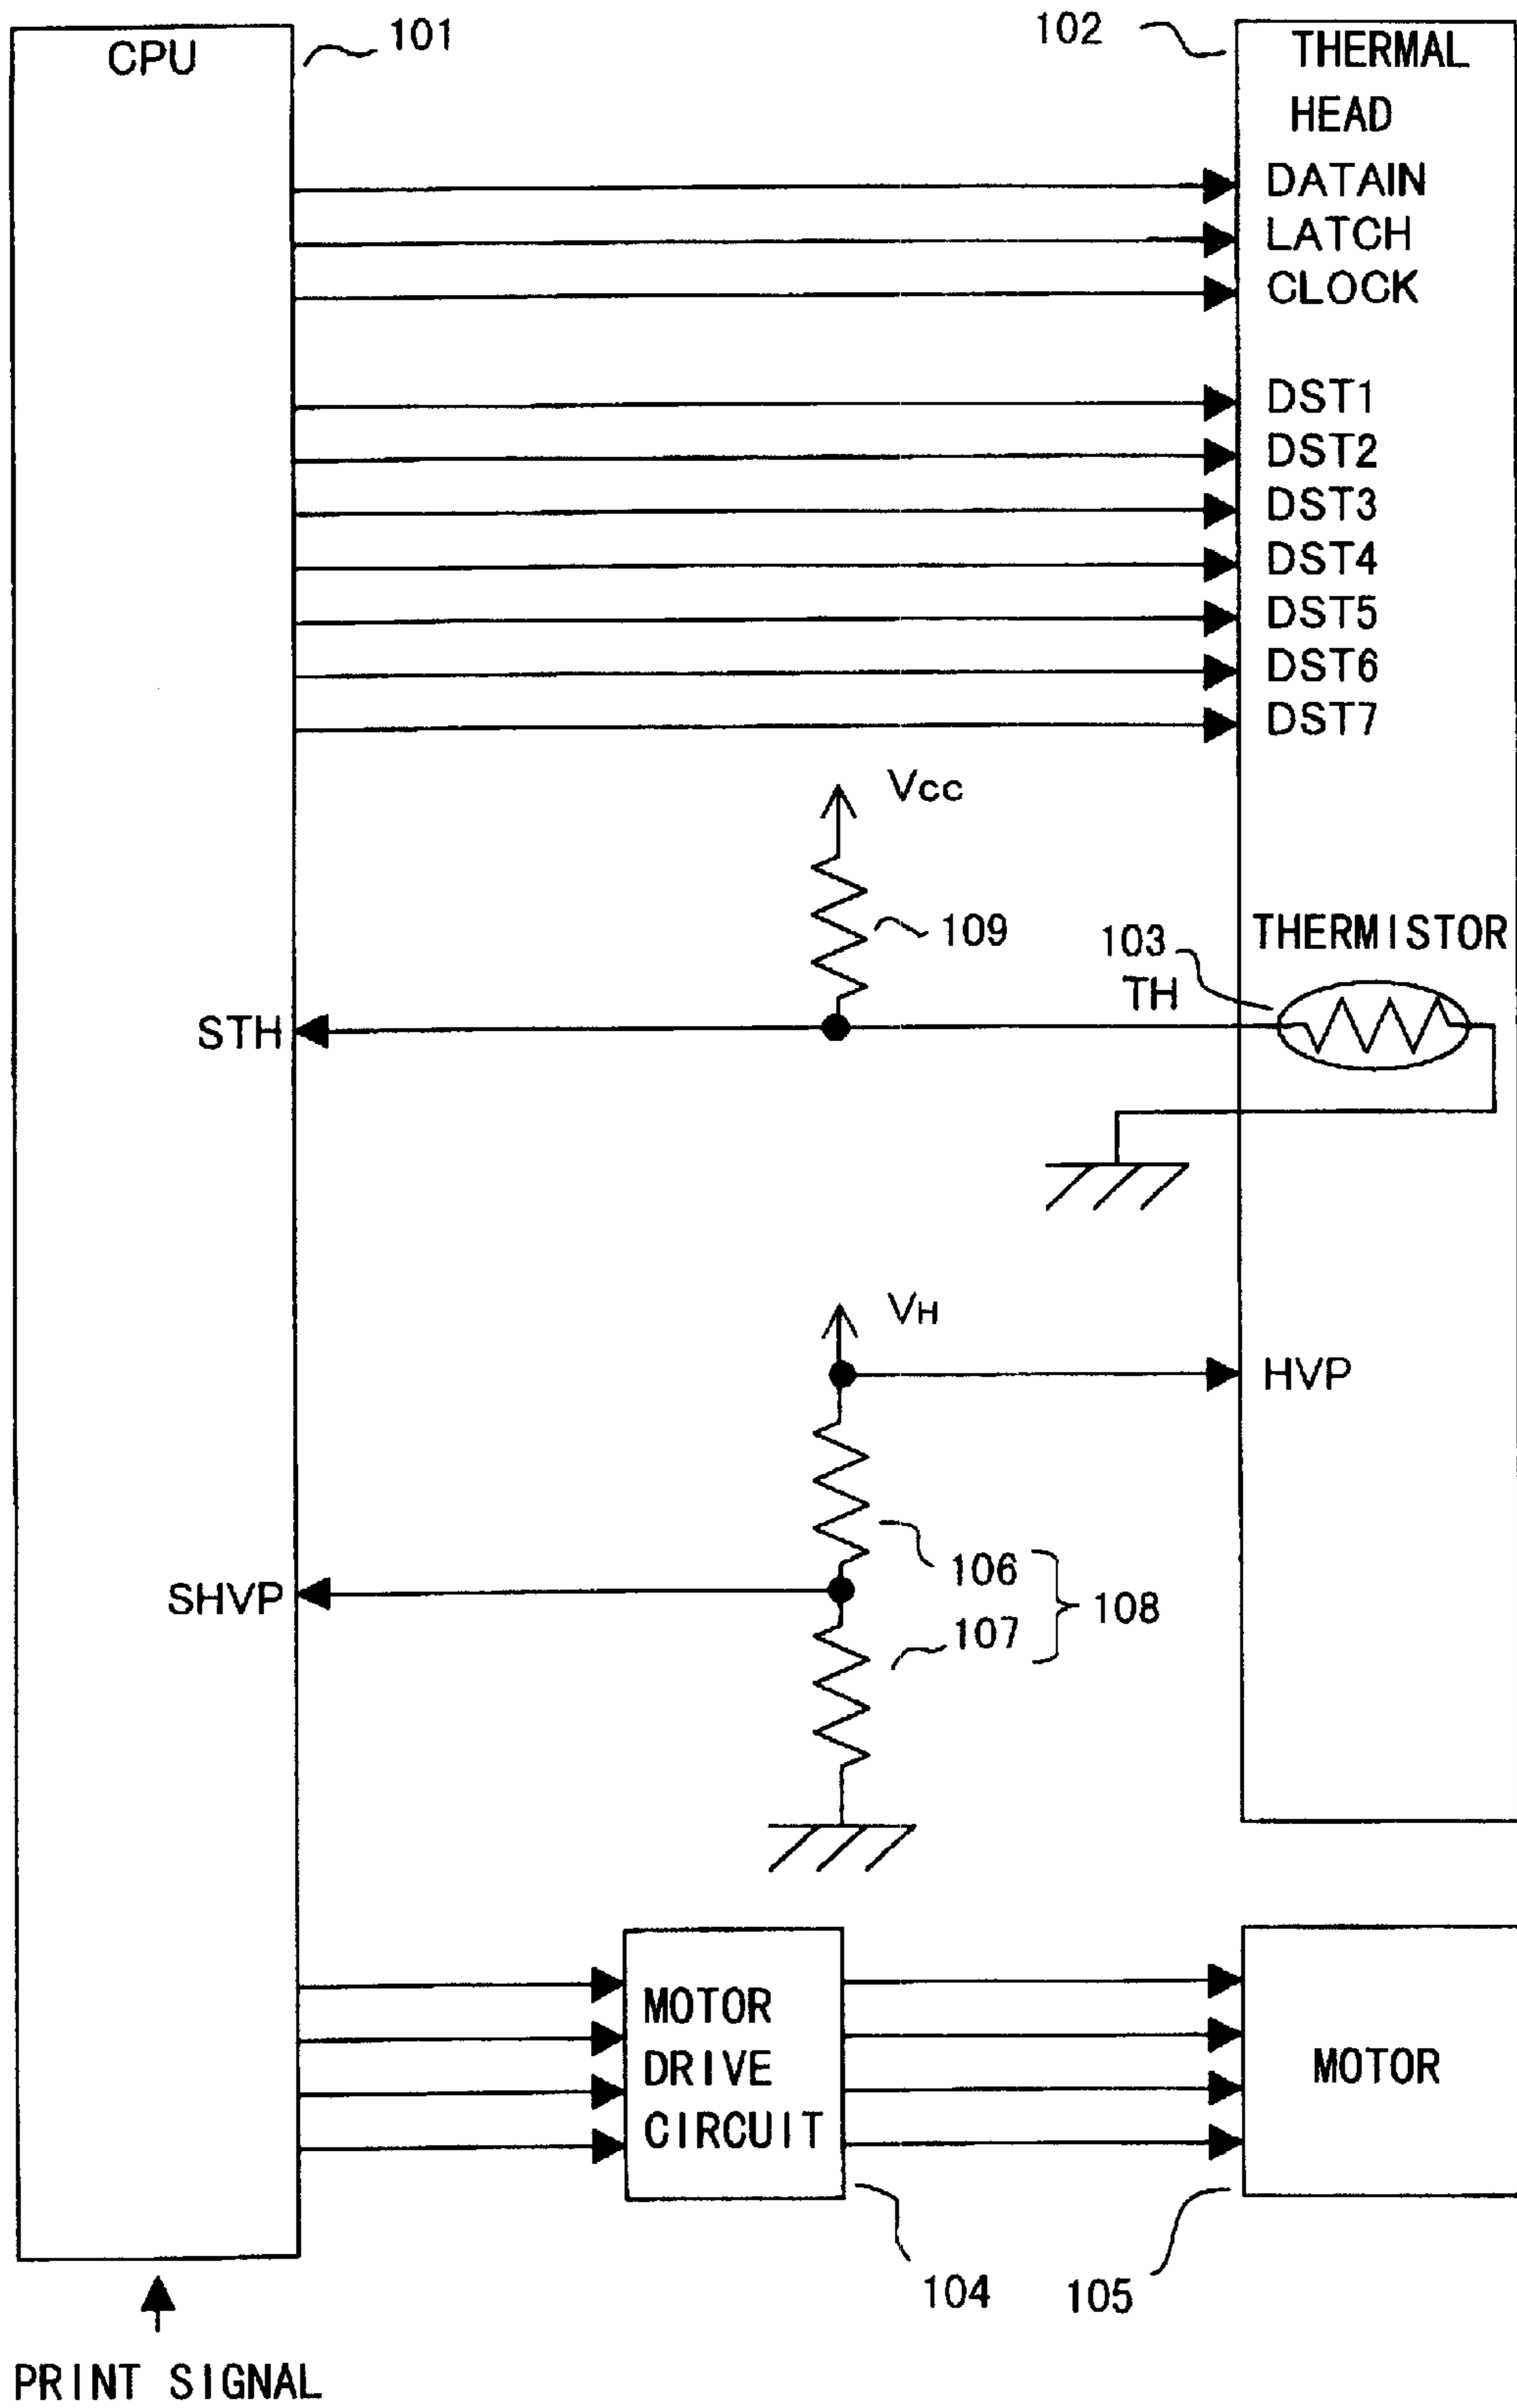 CPU
101
102
THERMAL
HEAD
DATAIN
LATCH
CLOCK
DST1
DST2
DST3
DST4
DST5
DST6
DST7
Vcc
109
THERMISTOR
103
TH
STH
VH
HVP
106
SHVP
108
107
MOTOR
DRIVE
CIRCUIT
MOTOR
104
105
PRINT SIGNAL